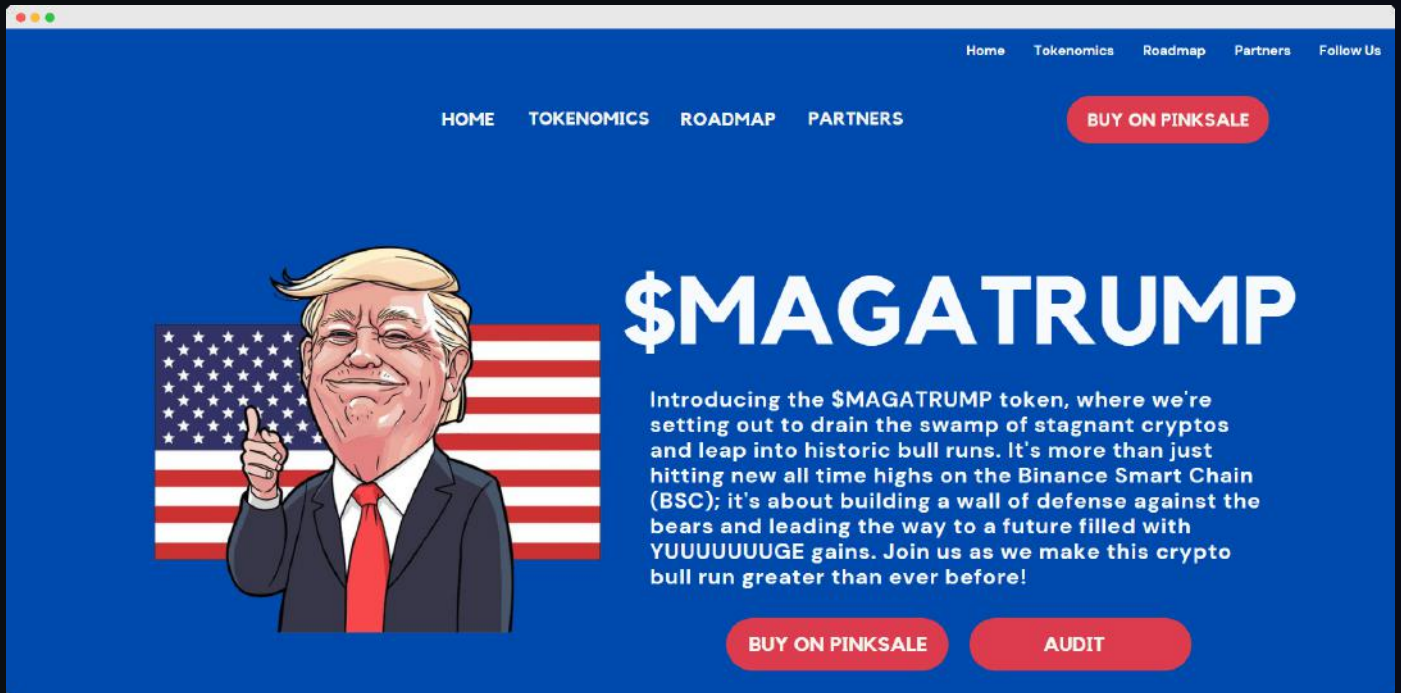 Home Tokenomics Roadmap Partners Follow Us
HOME TOKENOMICS ROADMAP PARTNERS BUY ON PINKSALE
$MAGATRUMP
Introducing the $MAGATRUMP token, where we're
setting out to drain the swamp of stagnant cryptos
and leap into historic bull runs. It's more than just
hitting new all time highs on the Binance Smart Chain
(BSC); it's about building a wall of defense against the
bears and leading the way to a future filled with
YUUUUUUUGE gains. Join us as we make this crypto
bull run greater than ever before!
BUY ON PINKSALE AUDIT